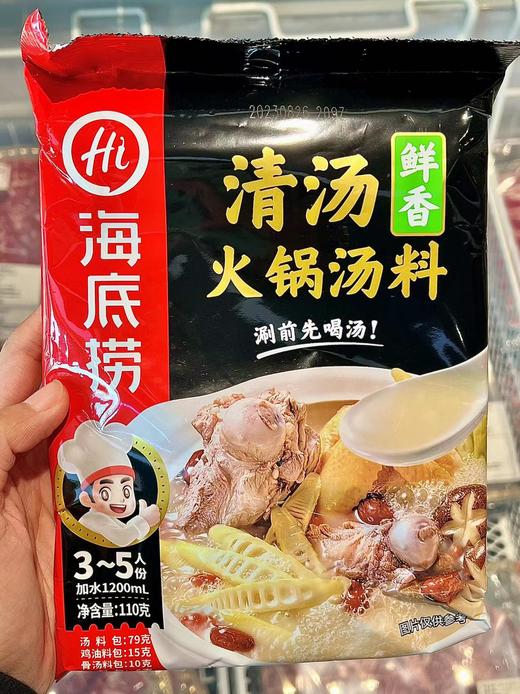 20230826 209Z
Hi
海底捞
清汤
鲜香
火锅汤料
涮前先喝汤!
3~5人份
加水1200mL
净含量:110克
汤料包:79克
鸡油料包:15克
骨汤料包:10克
图片仅供参考